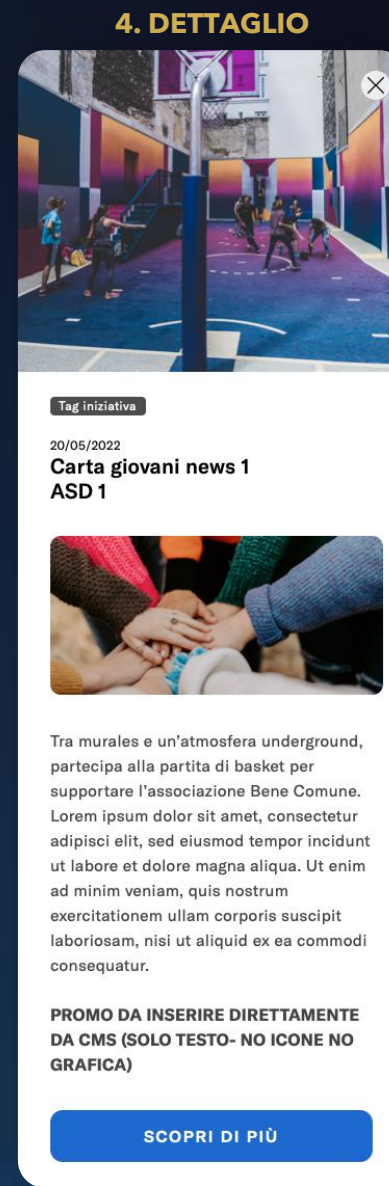 4. DETTAGLIO
Tag iniziativa
20/05/2022
Carta giovani news 1
ASD 1
Tra murales e un'atmosfera underground,
partecipa alla partita di basket per
supportare l'associazione Bene Comune.
Lorem ipsum dolor sit amet, consectetur
adipisci elit, sed eiusmod tempor incidunt
ut labore et dolore magna aliqua. Ut enim
ad minim veniam, quis nostrum
exercitationem ullam corporis suscipit
laboriosam, nisi ut aliquid ex ea commodi
consequatur.
PROMO DA INSERIRE DIRETTAMENTE
DA CMS (SOLO TESTO- NO ICONE NO
GRAFICA)
SCOPRI DI PIÙ